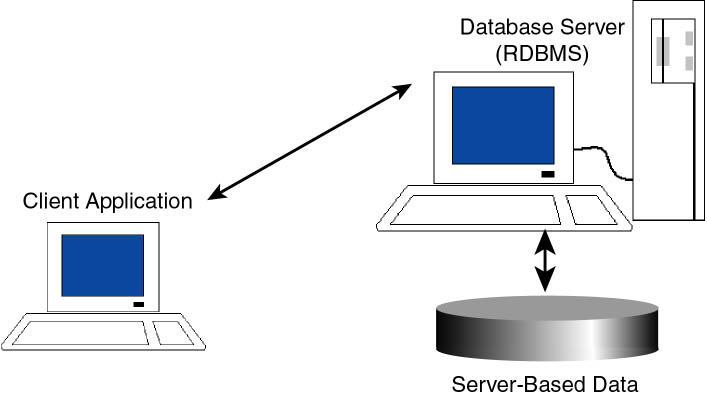 Database Server
(RDBMS)
Client Application
Server-Based Data